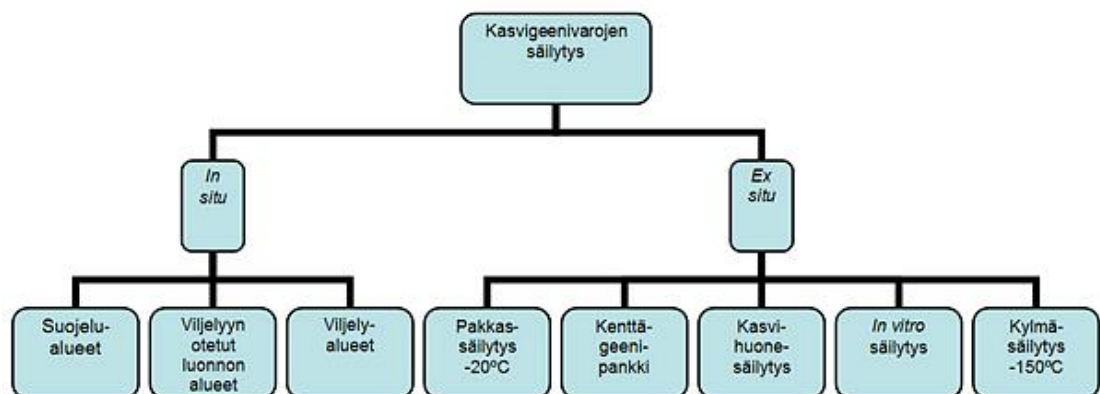 Kasvigeenivarojen
säilytys
In
situ
Ex
situ
Suojelu-
alueet
Viljelyyn
otetut
luonnon
alueet
Viljely-
alueet
Pakkas-
säilytys
-20ºC
Kenttä-
geeni-
pankki
Kasvi-
huone-
säilytys
In vitro
säilytys
Kylmä-
säilytys
-150ºC